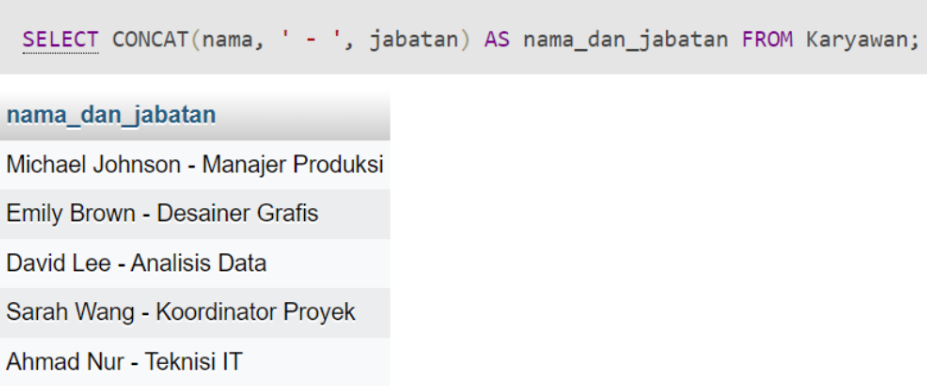 SELECT CONCAT(nama, ' - ', jabatan) AS nama_dan_jabatan FROM Karyawan;
nama_dan_jabatan
Michael Johnson - Manajer Produksi
Emily Brown - Desainer Grafis
David Lee - Analisis Data
Sarah Wang - Koordinator Proyek
Ahmad Nur - Teknisi IT